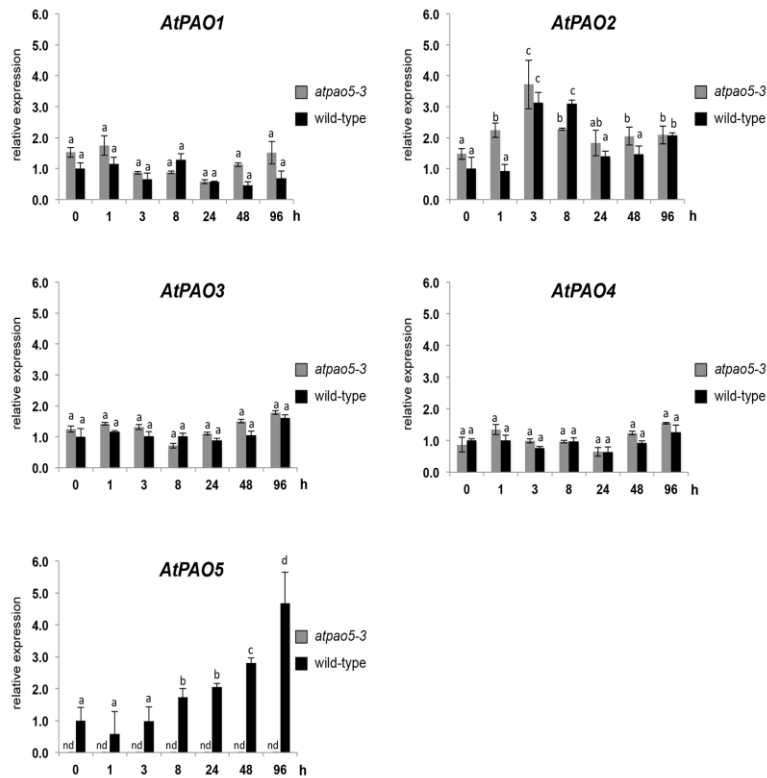 AtPAO1
relative expression
6.0
5.0
4.0
3.0
2.0
1.0
0.0
a a a a a a a a a a a a a a
0 1 3 8 24 48 96 h
atpao5-3
wild-type
AtPAO2
relative expression
6.0
5.0
4.0
3.0
2.0
1.0
0.0
a a b a c c b c ab a b a b b
0 1 3 8 24 48 96 h
atpao5-3
wild-type
AtPAO3
relative expression
6.0
5.0
4.0
3.0
2.0
1.0
0.0
a a a a a a a a a a a a a a
0 1 3 8 24 48 96 h
atpao5-3
wild-type
AtPAO4
relative expression
6.0
5.0
4.0
3.0
2.0
1.0
0.0
a a a a a a a a a a a a a a
0 1 3 8 24 48 96 h
atpao5-3
wild-type
AtPAO5
relative expression
6.0
5.0
4.0
3.0
2.0
1.0
0.0
a a a b b c d
nd nd nd nd nd nd nd
0 1 3 8 24 48 96 h
atpao5-3
wild-type